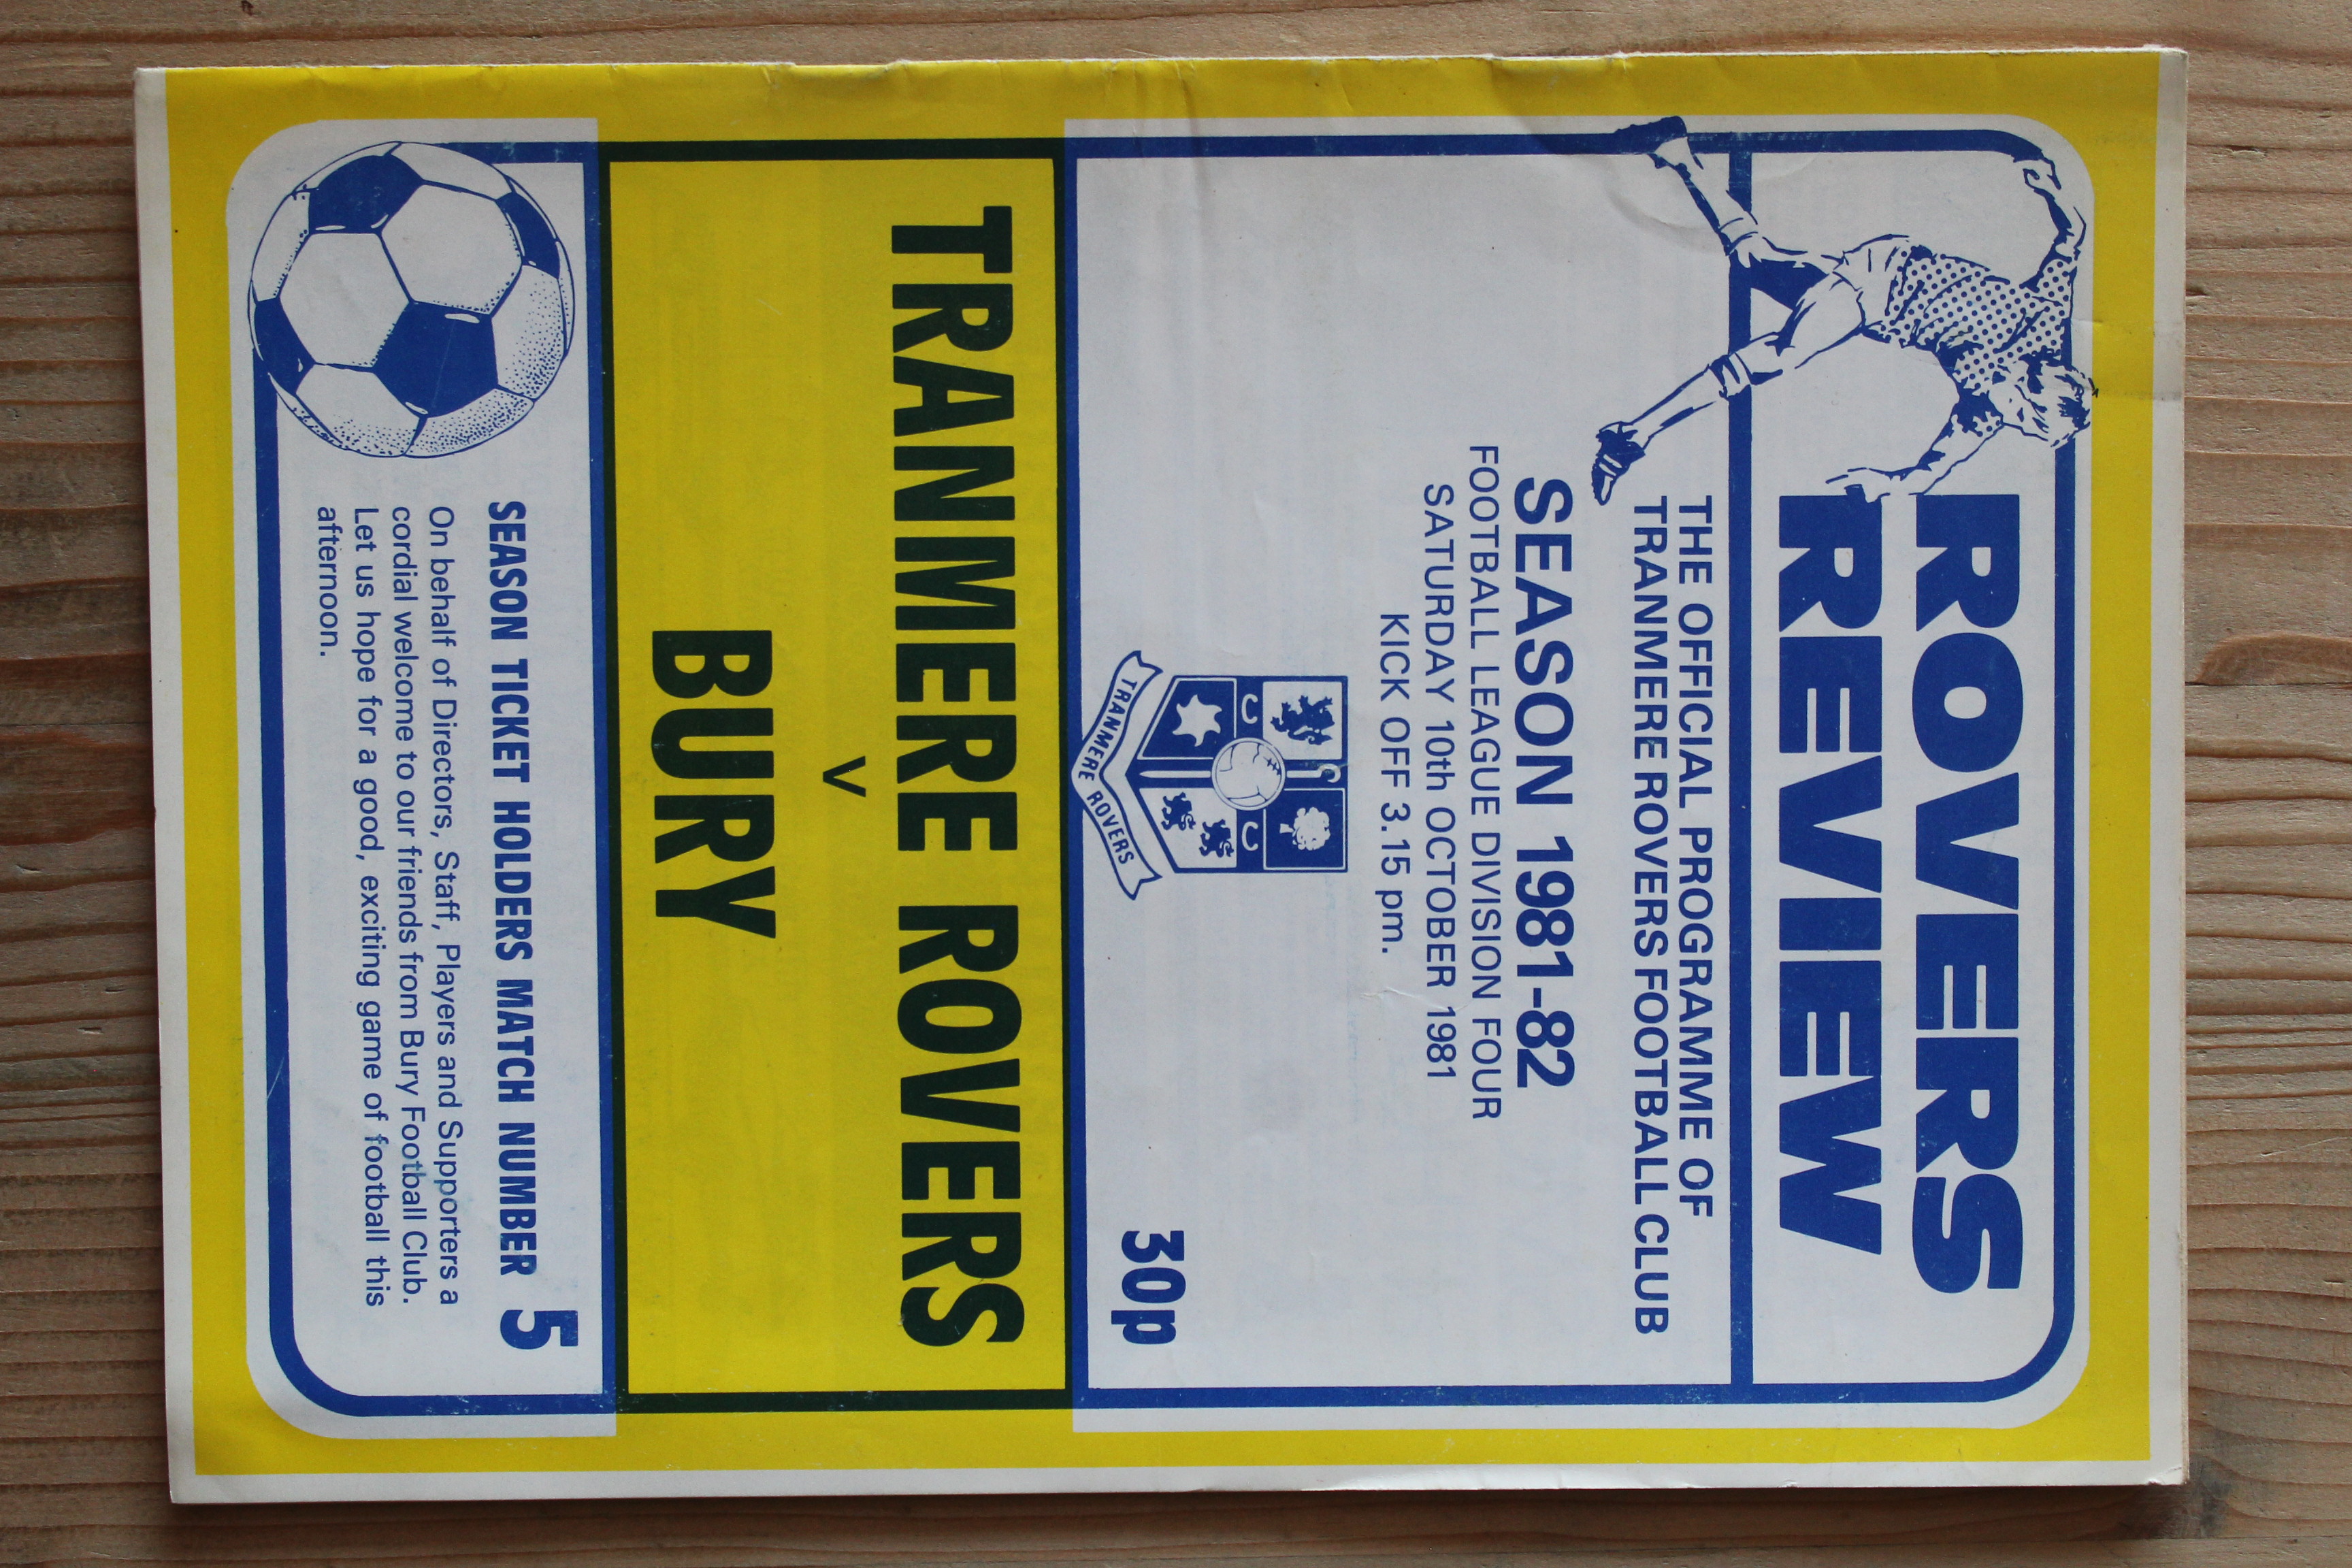 ROVERS
REVIEW
THE OFFICIAL PROGRAMME OF
TRANMERE ROVERS FOOTBALL CLUB
SEASON 1981-82
FOOTBALL LEAGUE DIVISION FOUR
SATURDAY 10th OCTOBER 1981
KICK OFF 3.15 pm.
TRANMERE ROVERS
30p
TRANMERE ROVERS
v
BURY
SEASON TICKET HOLDERS MATCH NUMBER 5
On behalf of Directors, Staff, Players and Supporters a
cordial welcome to our friends from Bury Football Club.
Let us hope for a good, exciting game of football this
afternoon.